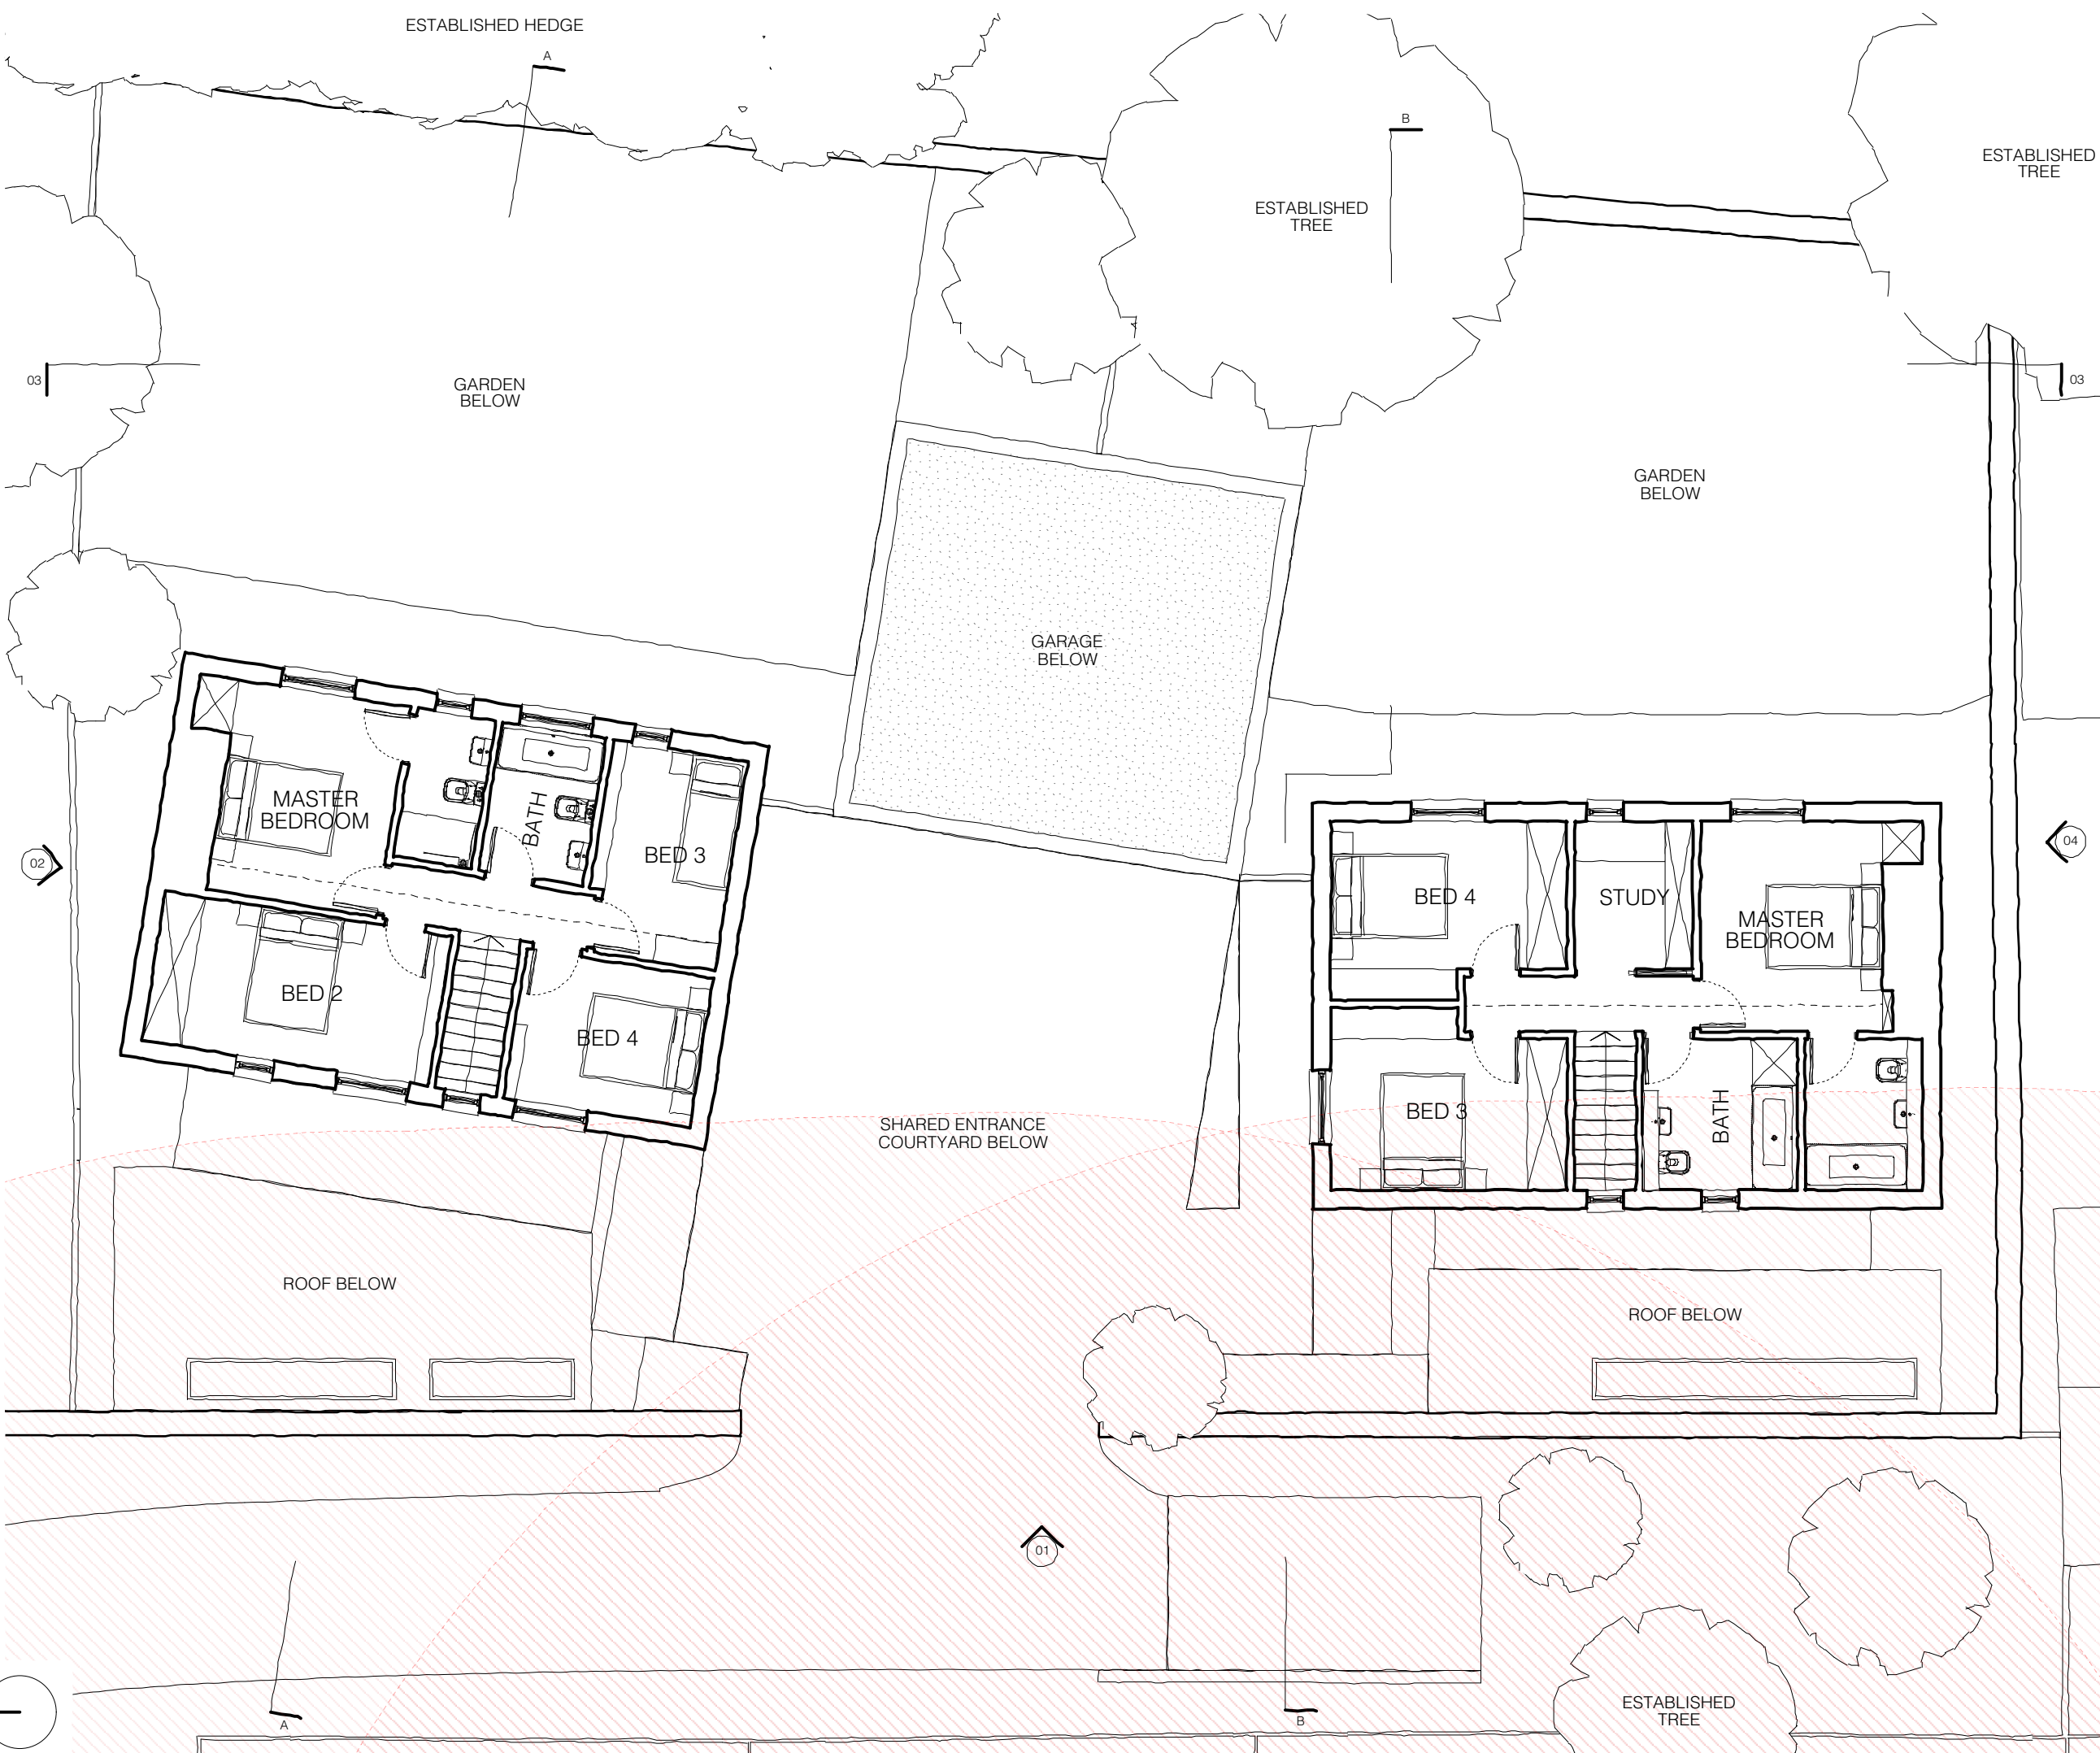 ESTABLISHED HEDGE
A
B
ESTABLISHED
TREE
ESTABLISHED
TREE
03
GARDEN
BELOW
03
GARDEN
BELOW
GARAGE
BELOW
MASTER
BEDROOM
BATH
BED 3
02
BED 2
BED 4
BED 4
STUDY
MASTER
BEDROOM
04
BED 3
BATH
SHARED ENTRANCE
COURTYARD BELOW
ROOF BELOW
ROOF BELOW
01
ESTABLISHED
TREE
A
B